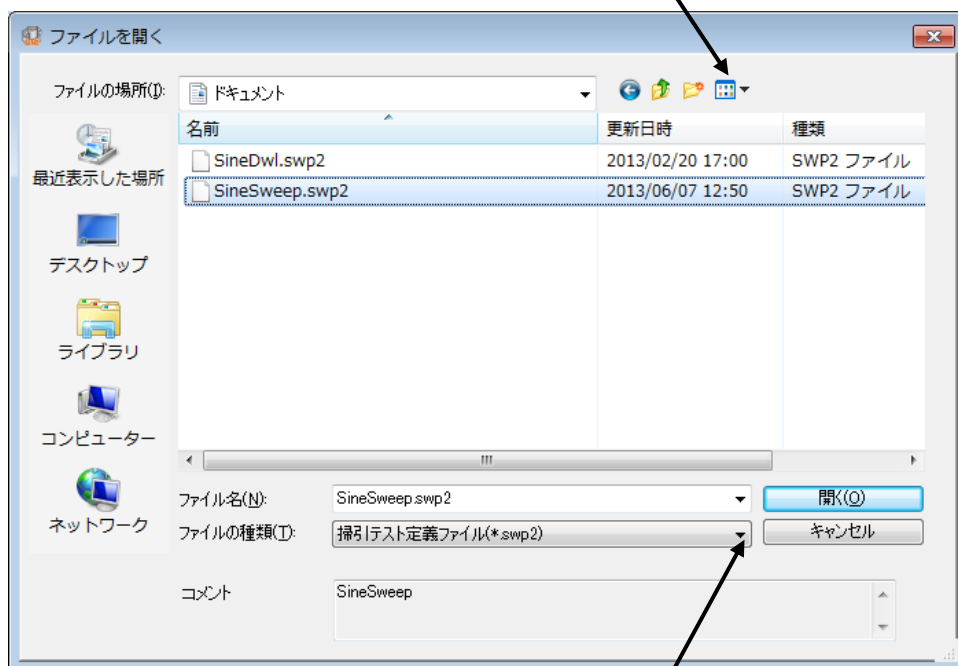 ファイルを開く
ファイルの場所(I):
ドキュメント
名前
更新日時
種類
SineDwl.swp2
2013/02/20 17:00
SWP2 ファイル
SineSweep.swp2
2013/06/07 12:50
SWP2 ファイル
最近表示した場所
デスクトップ
ライブラリ
コンピューター
ネットワーク
ファイル名(N):
SineSweep.swp2
開く(O)
ファイルの種類(T):
掃引テスト定義ファイル(*.swp2)
キャンセル
コメント
SineSweep